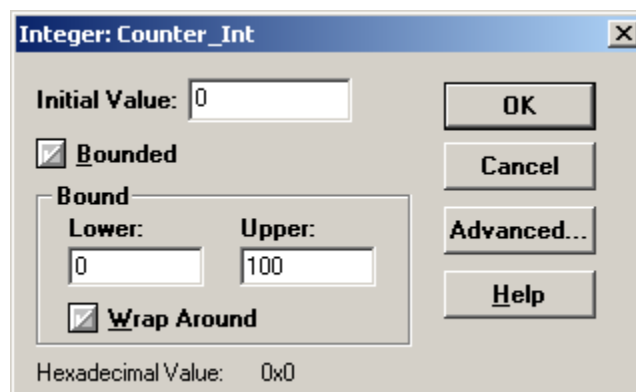 Integer: Counter_Int
Initial Value: 0
OK
Bounded
Cancel
Bound
Lower: Upper:
Advanced...
0 100
Help
Wrap Around
Hexadecimal Value: 0x0